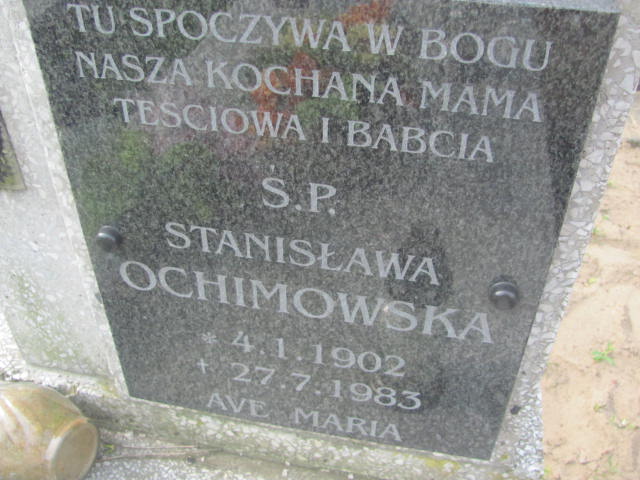 TU SPOCZYWA W BOGU
NASZA KOCHANA MAMA
TEŚCIOWA I BABCIA
Ś.P.
STANISŁAWA
OCHIMOWSKA
* 4.1.1902
† 27.7.1983
AVE MARIA